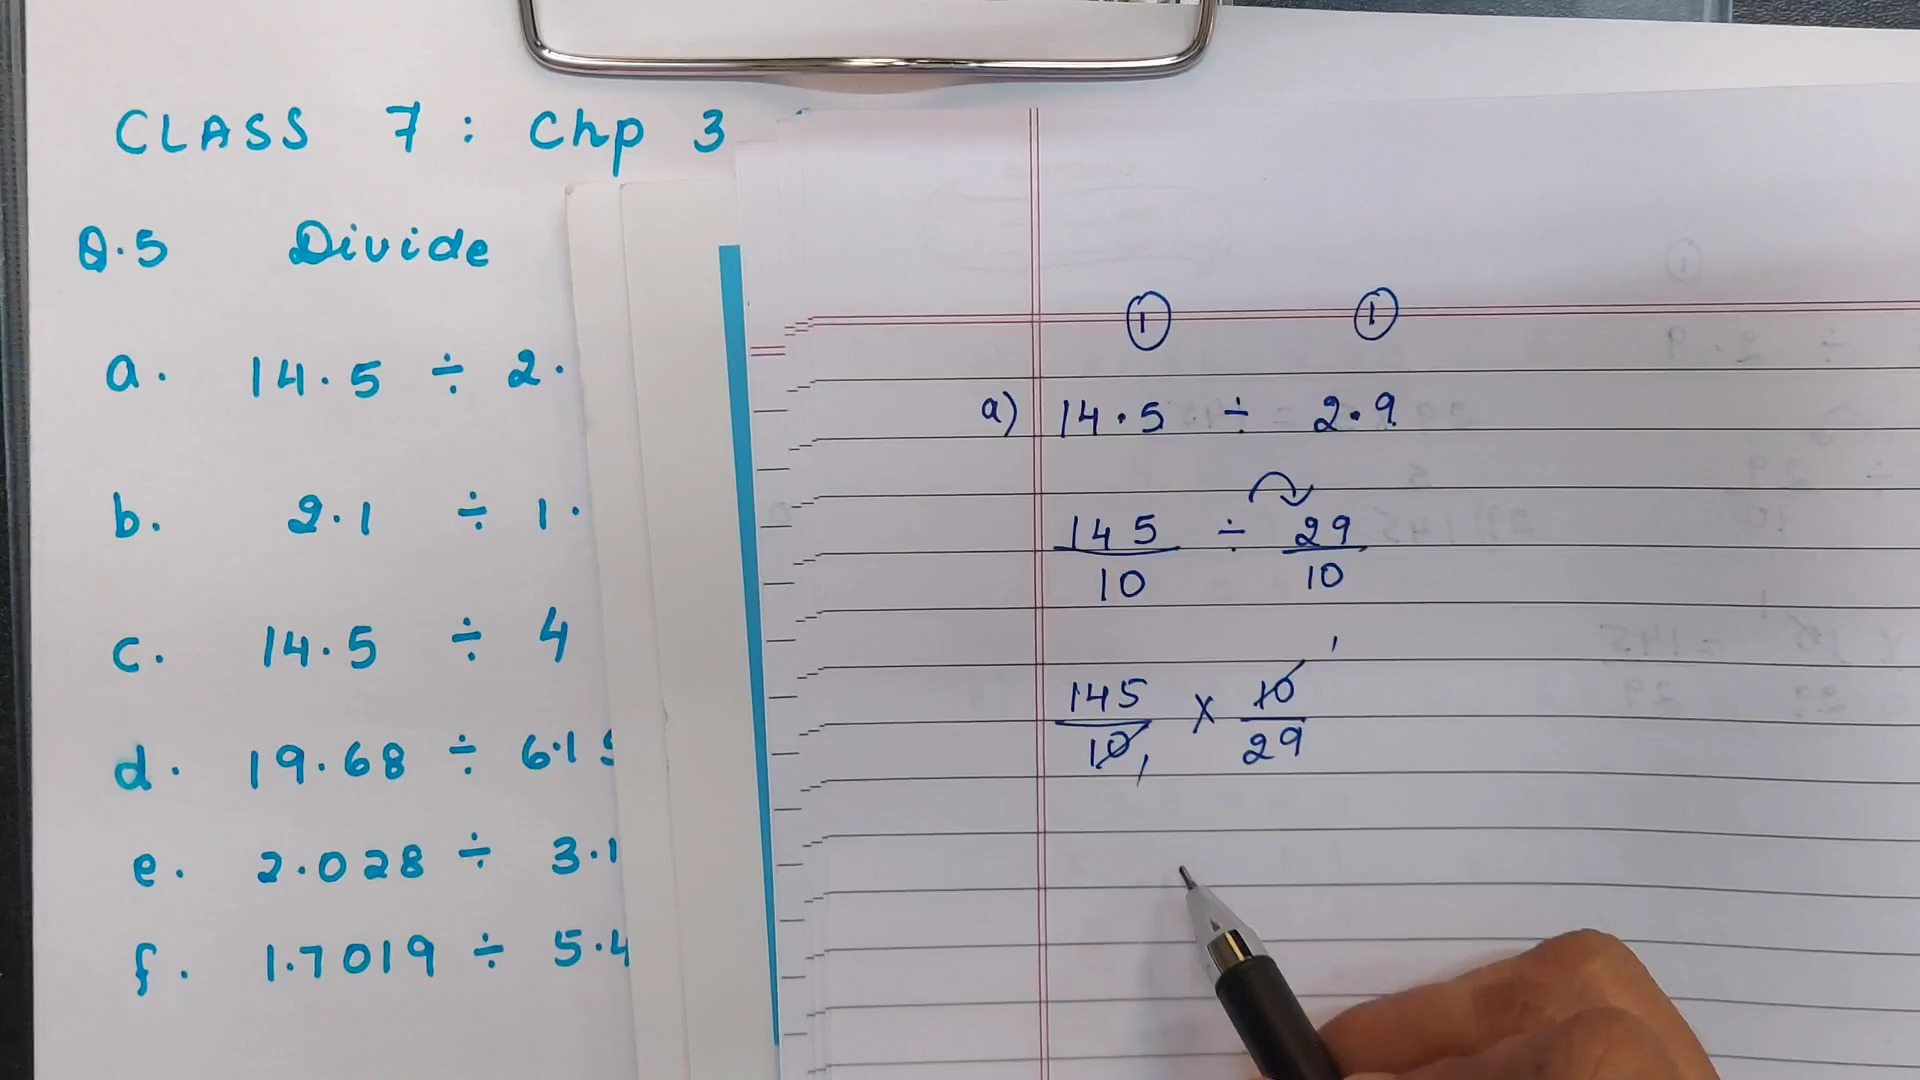 CLASS 7 : Chp 3
Q.5 Divide
a. 14.5 ÷ 2.
b. 2.1 ÷ 1.
c. 14.5 ÷ 4
d. 19.68 ÷ 6.15
e. 2.028 ÷ 3.1
f. 1.7019 ÷ 5.4
1 1
a) 14.5 ÷ 2.9
145 ÷ 29
10 10
1
145 x 10
10 29
1